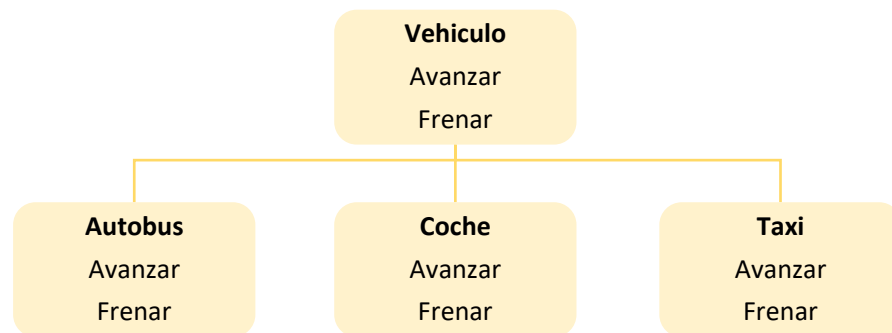 Vehiculo
Avanzar
Frenar
Autobus
Avanzar
Frenar
Coche
Avanzar
Frenar
Taxi
Avanzar
Frenar